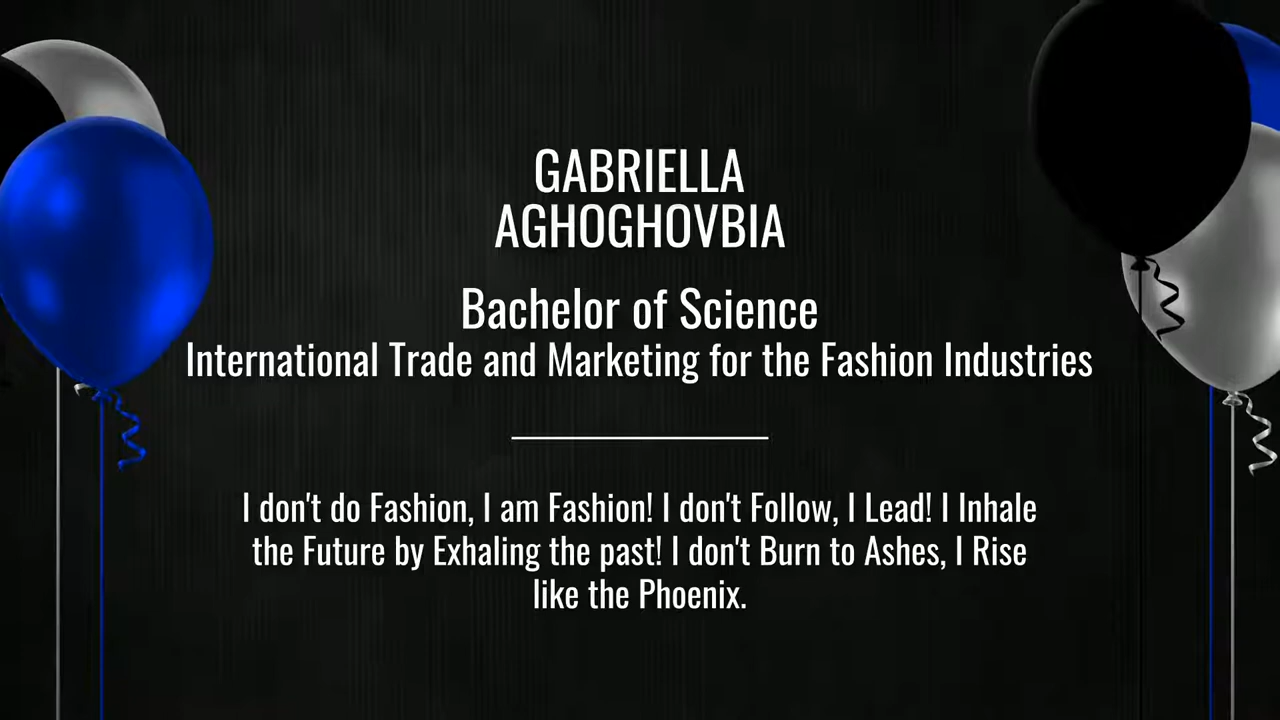 GABRIELLA
AGHOGHOVBIA
Bachelor of Science
International Trade and Marketing for the Fashion Industries
I don't do Fashion, I am Fashion! I don't Follow, I Lead! I Inhale
the Future by Exhaling the past! I don't Burn to Ashes, I Rise
like the Phoenix.